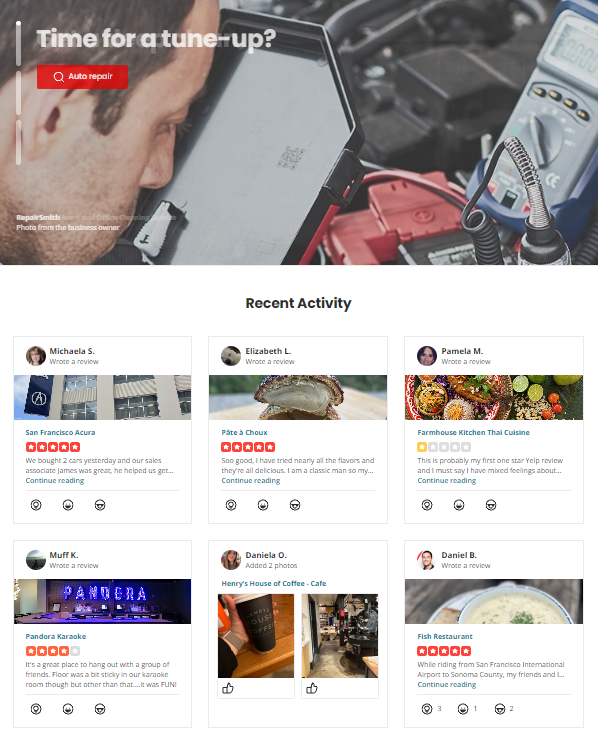 Time for a tune-up?
Auto repair
RepairSmith
Photo from the business owner
Recent Activity
Michaela S.
Wrote a review
San Francisco Acura
We bought 2 cars yesterday and our sales
associate James was great, he helped us get...
Continue reading
Elizabeth L.
Wrote a review
Pâte à Choux
Soo good, I have tried nearly all the flavors and
they're all delicious. I am a classic man so my...
Continue reading
Pamela M.
Wrote a review
Farmhouse Kitchen Thai Cuisine
This is probably my first one star Yelp review
and I must say I have mixed feelings about...
Continue reading
Muff K.
Wrote a review
PANDORA
Pandora Karaoke
It's a great place to hang out with a group of
friends. Floor was a bit sticky in our karaoke
room though but other than that....it was FUN!
Daniela O.
Added 2 photos
Henry's House of Coffee - Cafe
HENRY'S
HOUSE
COFFEE
Daniel B.
Wrote a review
Fish Restaurant
While riding from San Francisco International
Airport to Sonoma County, my friends and I...
Continue reading
3 1 2